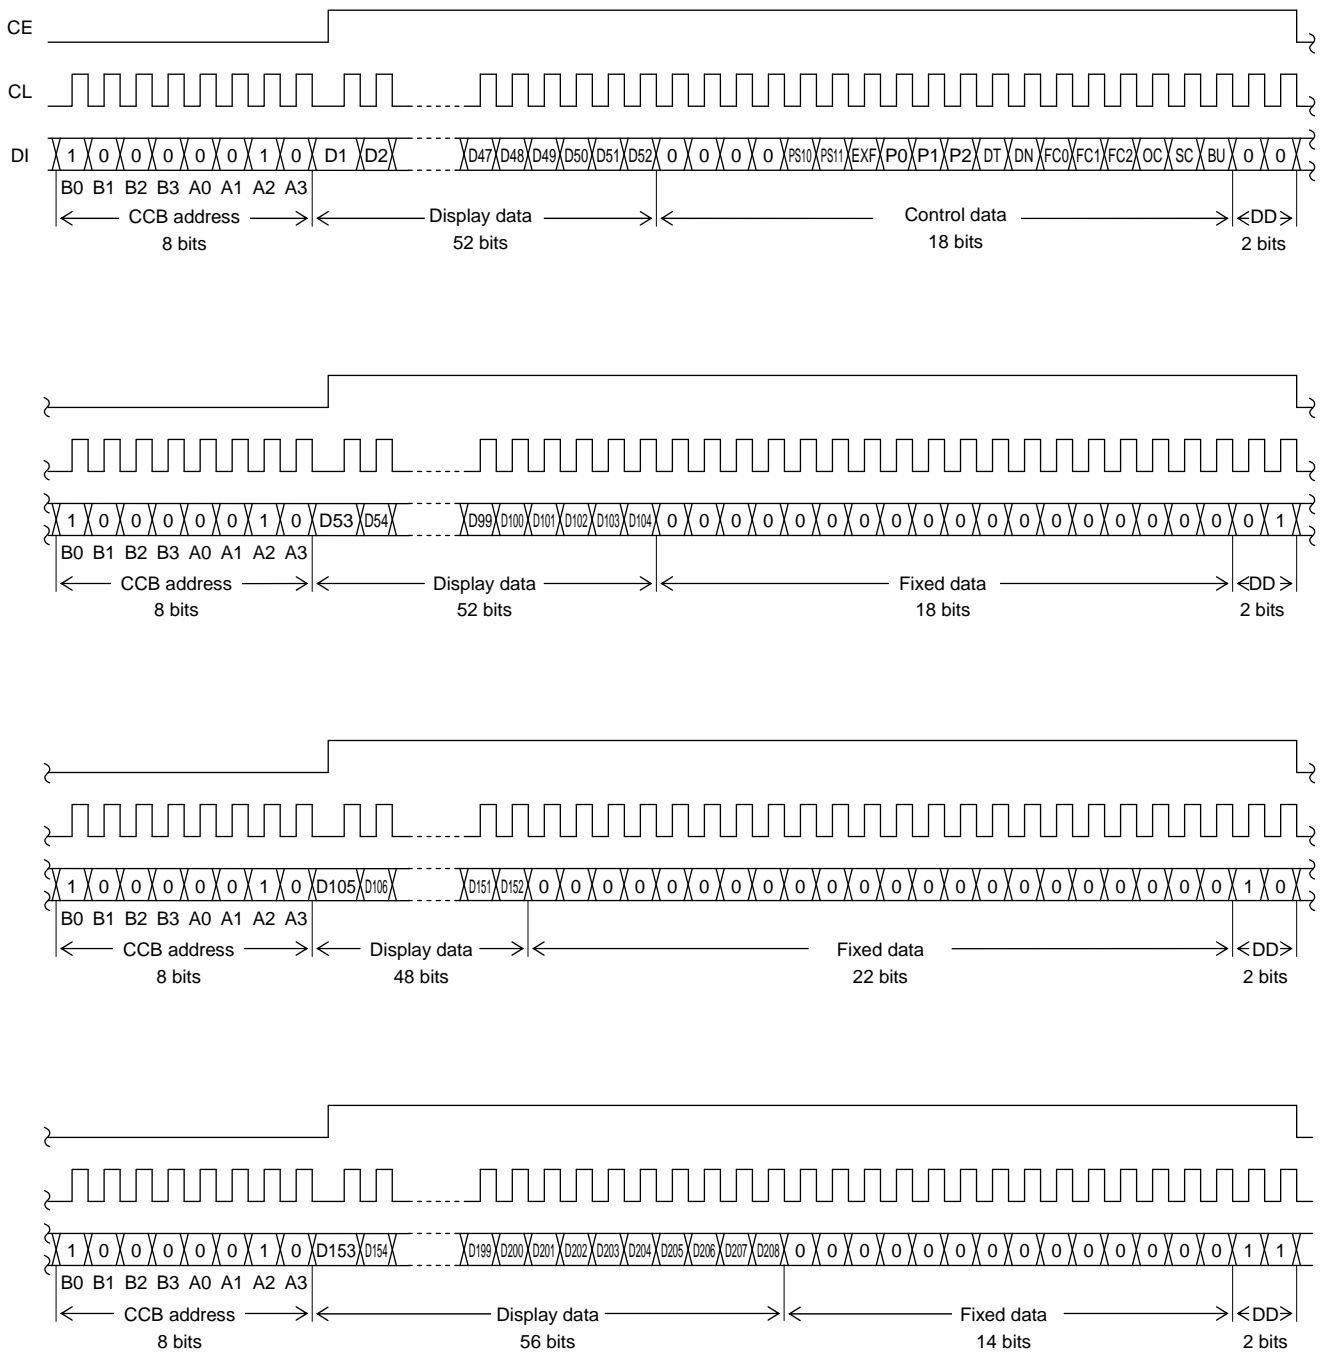 CE
CL
DI 1 0 0 0 0 0 1 0 D1 D2 D47 D48 D49 D50 D51 D52 0 0 0 0 PS10 PS11 EXF P0 P1 P2 DT DN FC0 FC1 FC2 OC SC BU 0 0
B0 B1 B2 B3 A0 A1 A2 A3
CCB address Display data Control data DD
8 bits 52 bits 18 bits 2 bits
1 0 0 0 0 0 1 0 D53 D54 D99 D100 D101 D102 D103 D104 0 0 0 0 0 0 0 0 0 0 0 0 0 0 0 0 0 0 0 1
B0 B1 B2 B3 A0 A1 A2 A3
CCB address Display data Fixed data DD
8 bits 52 bits 18 bits 2 bits
1 0 0 0 0 0 1 0 D105 D106 D151 D152 0 0 0 0 0 0 0 0 0 0 0 0 0 0 0 0 0 0 0 0 0 0 1 0
B0 B1 B2 B3 A0 A1 A2 A3
CCB address Display data Fixed data DD
8 bits 48 bits 22 bits 2 bits
1 0 0 0 0 0 1 0 D153 D154 D199 D200 D201 D202 D203 D204 D205 D206 D207 D208 0 0 0 0 0 0 0 0 0 0 0 0 0 0 1 1
B0 B1 B2 B3 A0 A1 A2 A3
CCB address Display data Fixed data DD
8 bits 56 bits 14 bits 2 bits